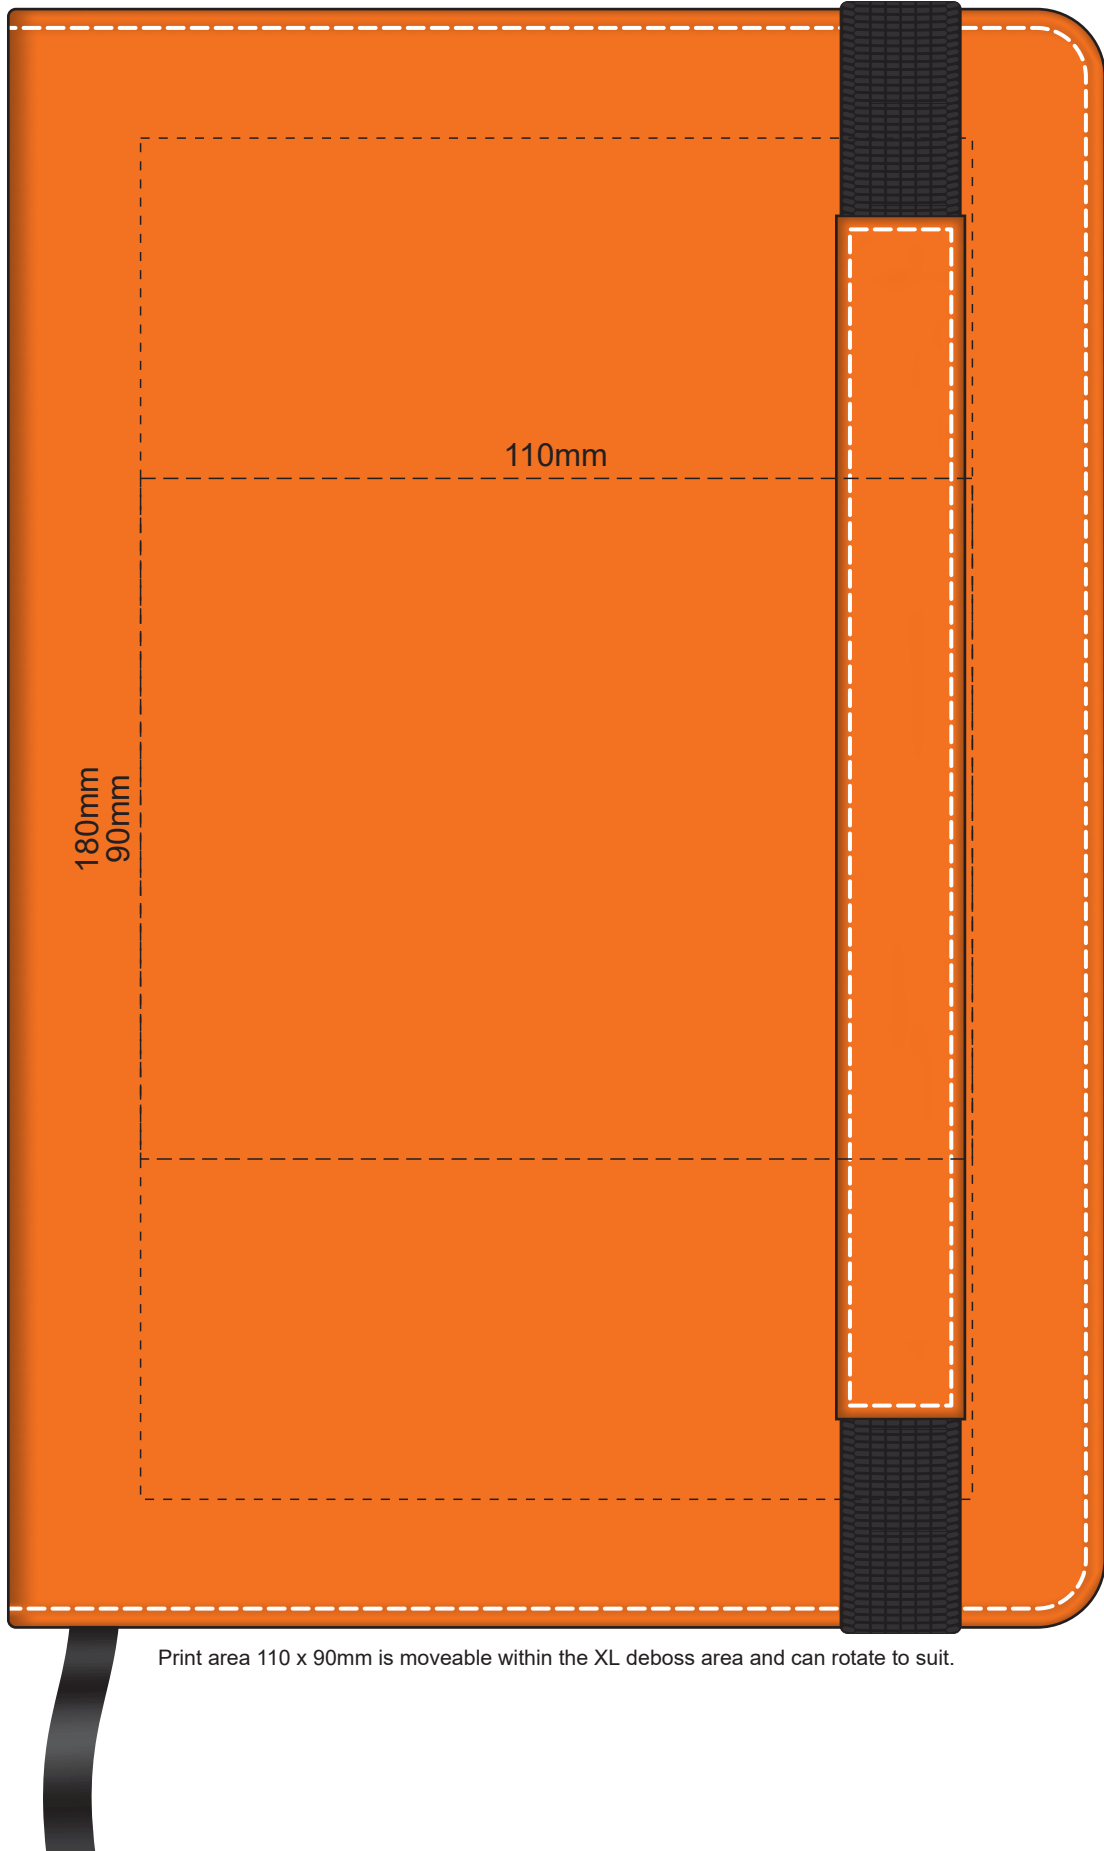 110mm
180mm
90mm
Print area 110 x 90mm is moveable within the XL deboss area and can rotate to suit.